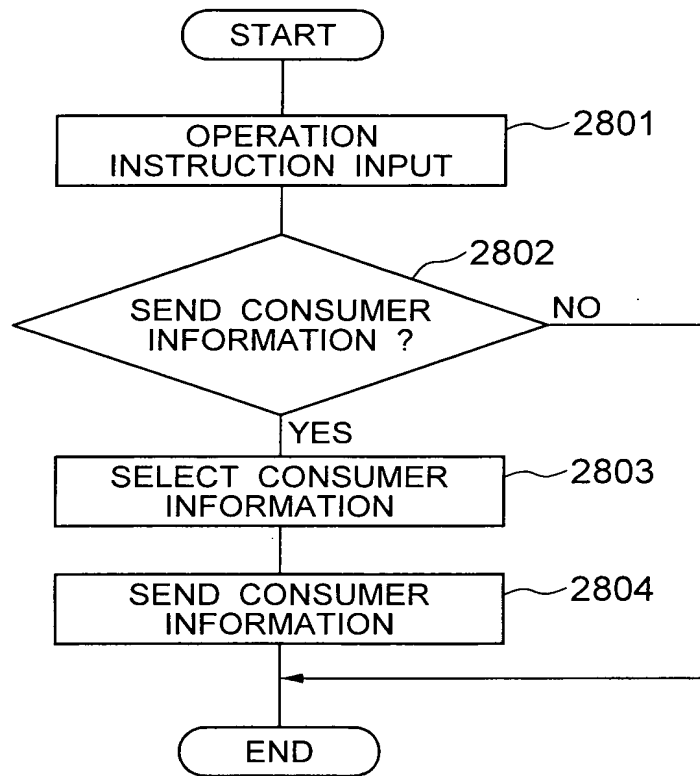 START
OPERATION
INSTRUCTION INPUT
2801
SEND CONSUMER
INFORMATION ?
2802
NO
YES
SELECT CONSUMER
INFORMATION
2803
SEND CONSUMER
INFORMATION
2804
END